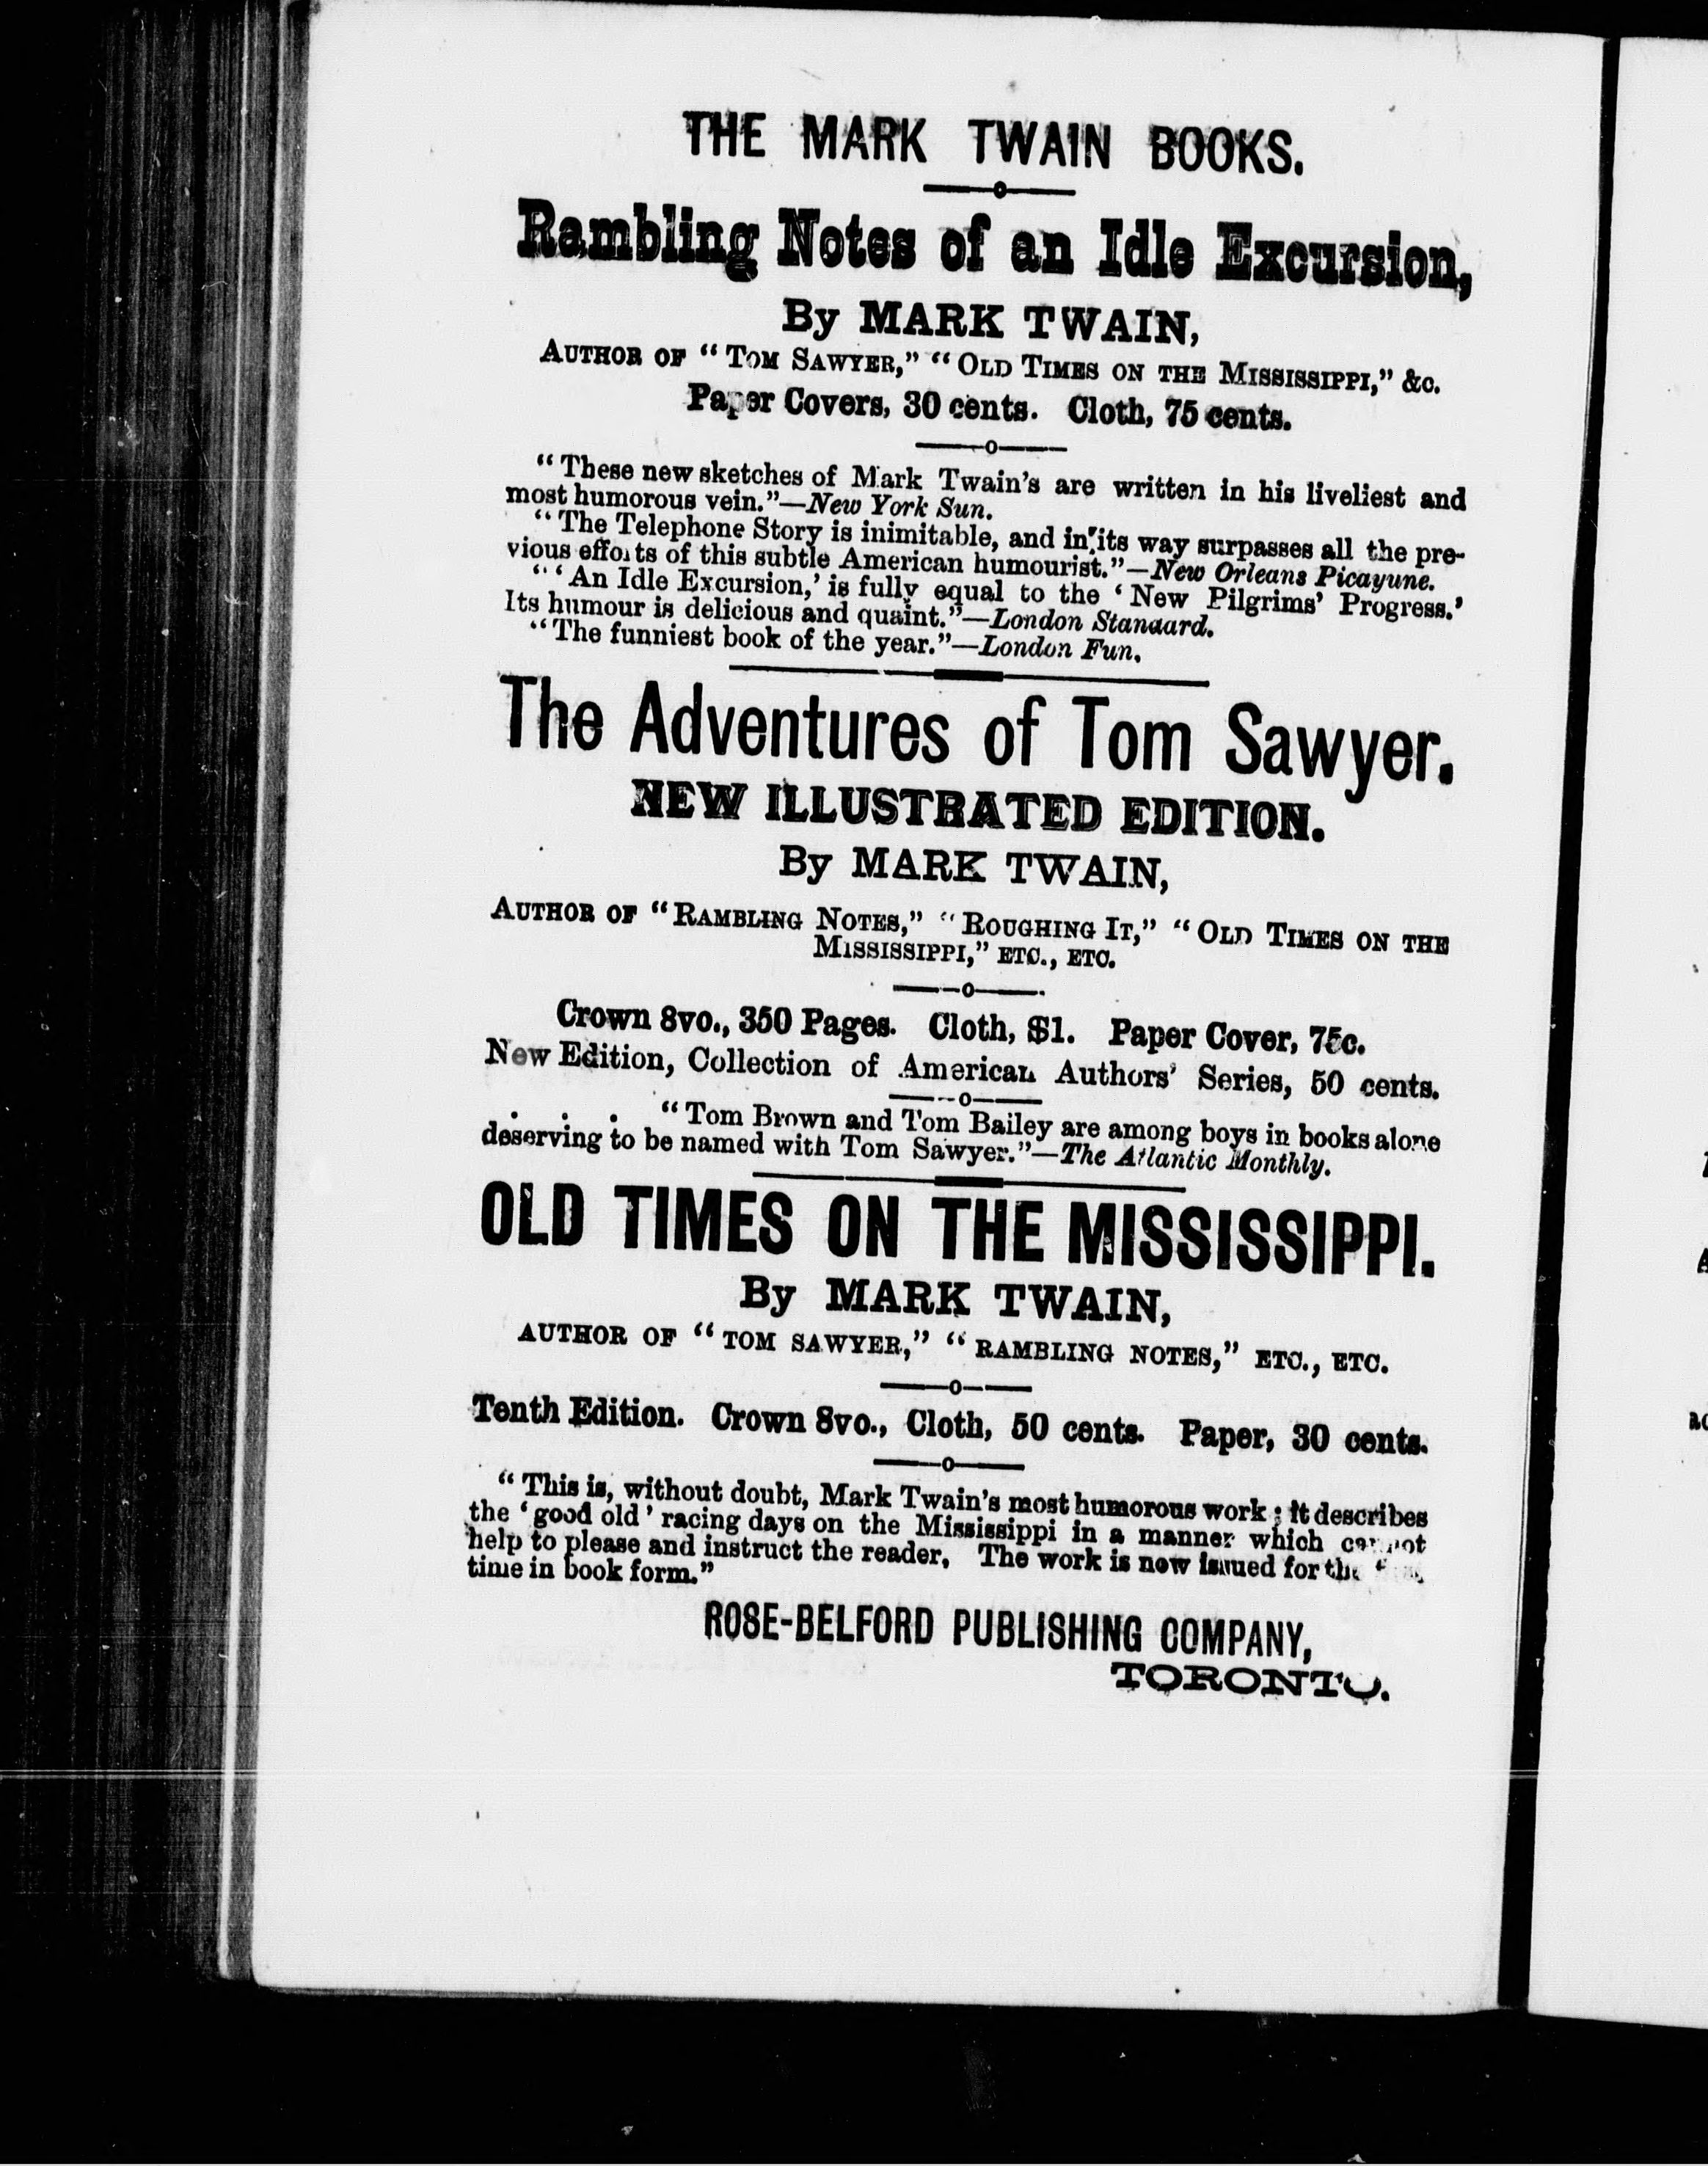 THE MARK TWAIN BOOKS.
Rambling Notes of an Idle Excursion,
By MARK TWAIN,
AUTHOR OF "TOM SAWYER," "OLD TIMES ON THE MISSISSIPPI," &C.
Paper Covers, 30 cents. Cloth, 75 cents.
"These new sketches of Mark Twain's are written in his liveliest and
most humorous vein."—New York Sun.
"The Telephone Story is inimitable, and in its way surpasses all the pre-
vious efforts of this subtle American humourist."—New Orleans Picayune.
"'An Idle Excursion,' is fully equal to the 'New Pilgrims' Progress.'
Its humour is delicious and quaint."—London Standard.
"The funniest book of the year."—London Fun.
The Adventures of Tom Sawyer.
NEW ILLUSTRATED EDITION.
By MARK TWAIN,
AUTHOR OF "RAMBLING NOTES," "ROUGHING IT," "OLD TIMES ON THE
MISSISSIPPI," ETC., ETC.
Crown 8vo., 350 Pages. Cloth, $1. Paper Cover, 75c.
New Edition, Collection of American Authors' Series, 50 cents.
. . . "Tom Brown and Tom Bailey are among boys in books alone
deserving to be named with Tom Sawyer."—The Atlantic Monthly.
OLD TIMES ON THE MISSISSIPPI.
By MARK TWAIN,
AUTHOR OF "TOM SAWYER," "RAMBLING NOTES," ETC., ETC.
Tenth Edition. Crown 8vo., Cloth, 50 cents. Paper, 30 cents.
"This is, without doubt, Mark Twain's most humorous work; it describes
the 'good old' racing days on the Mississippi in a manner which cannot
help to please and instruct the reader. The work is now issued for the
time in book form."
ROSE-BELFORD PUBLISHING COMPANY,
TORONTO.